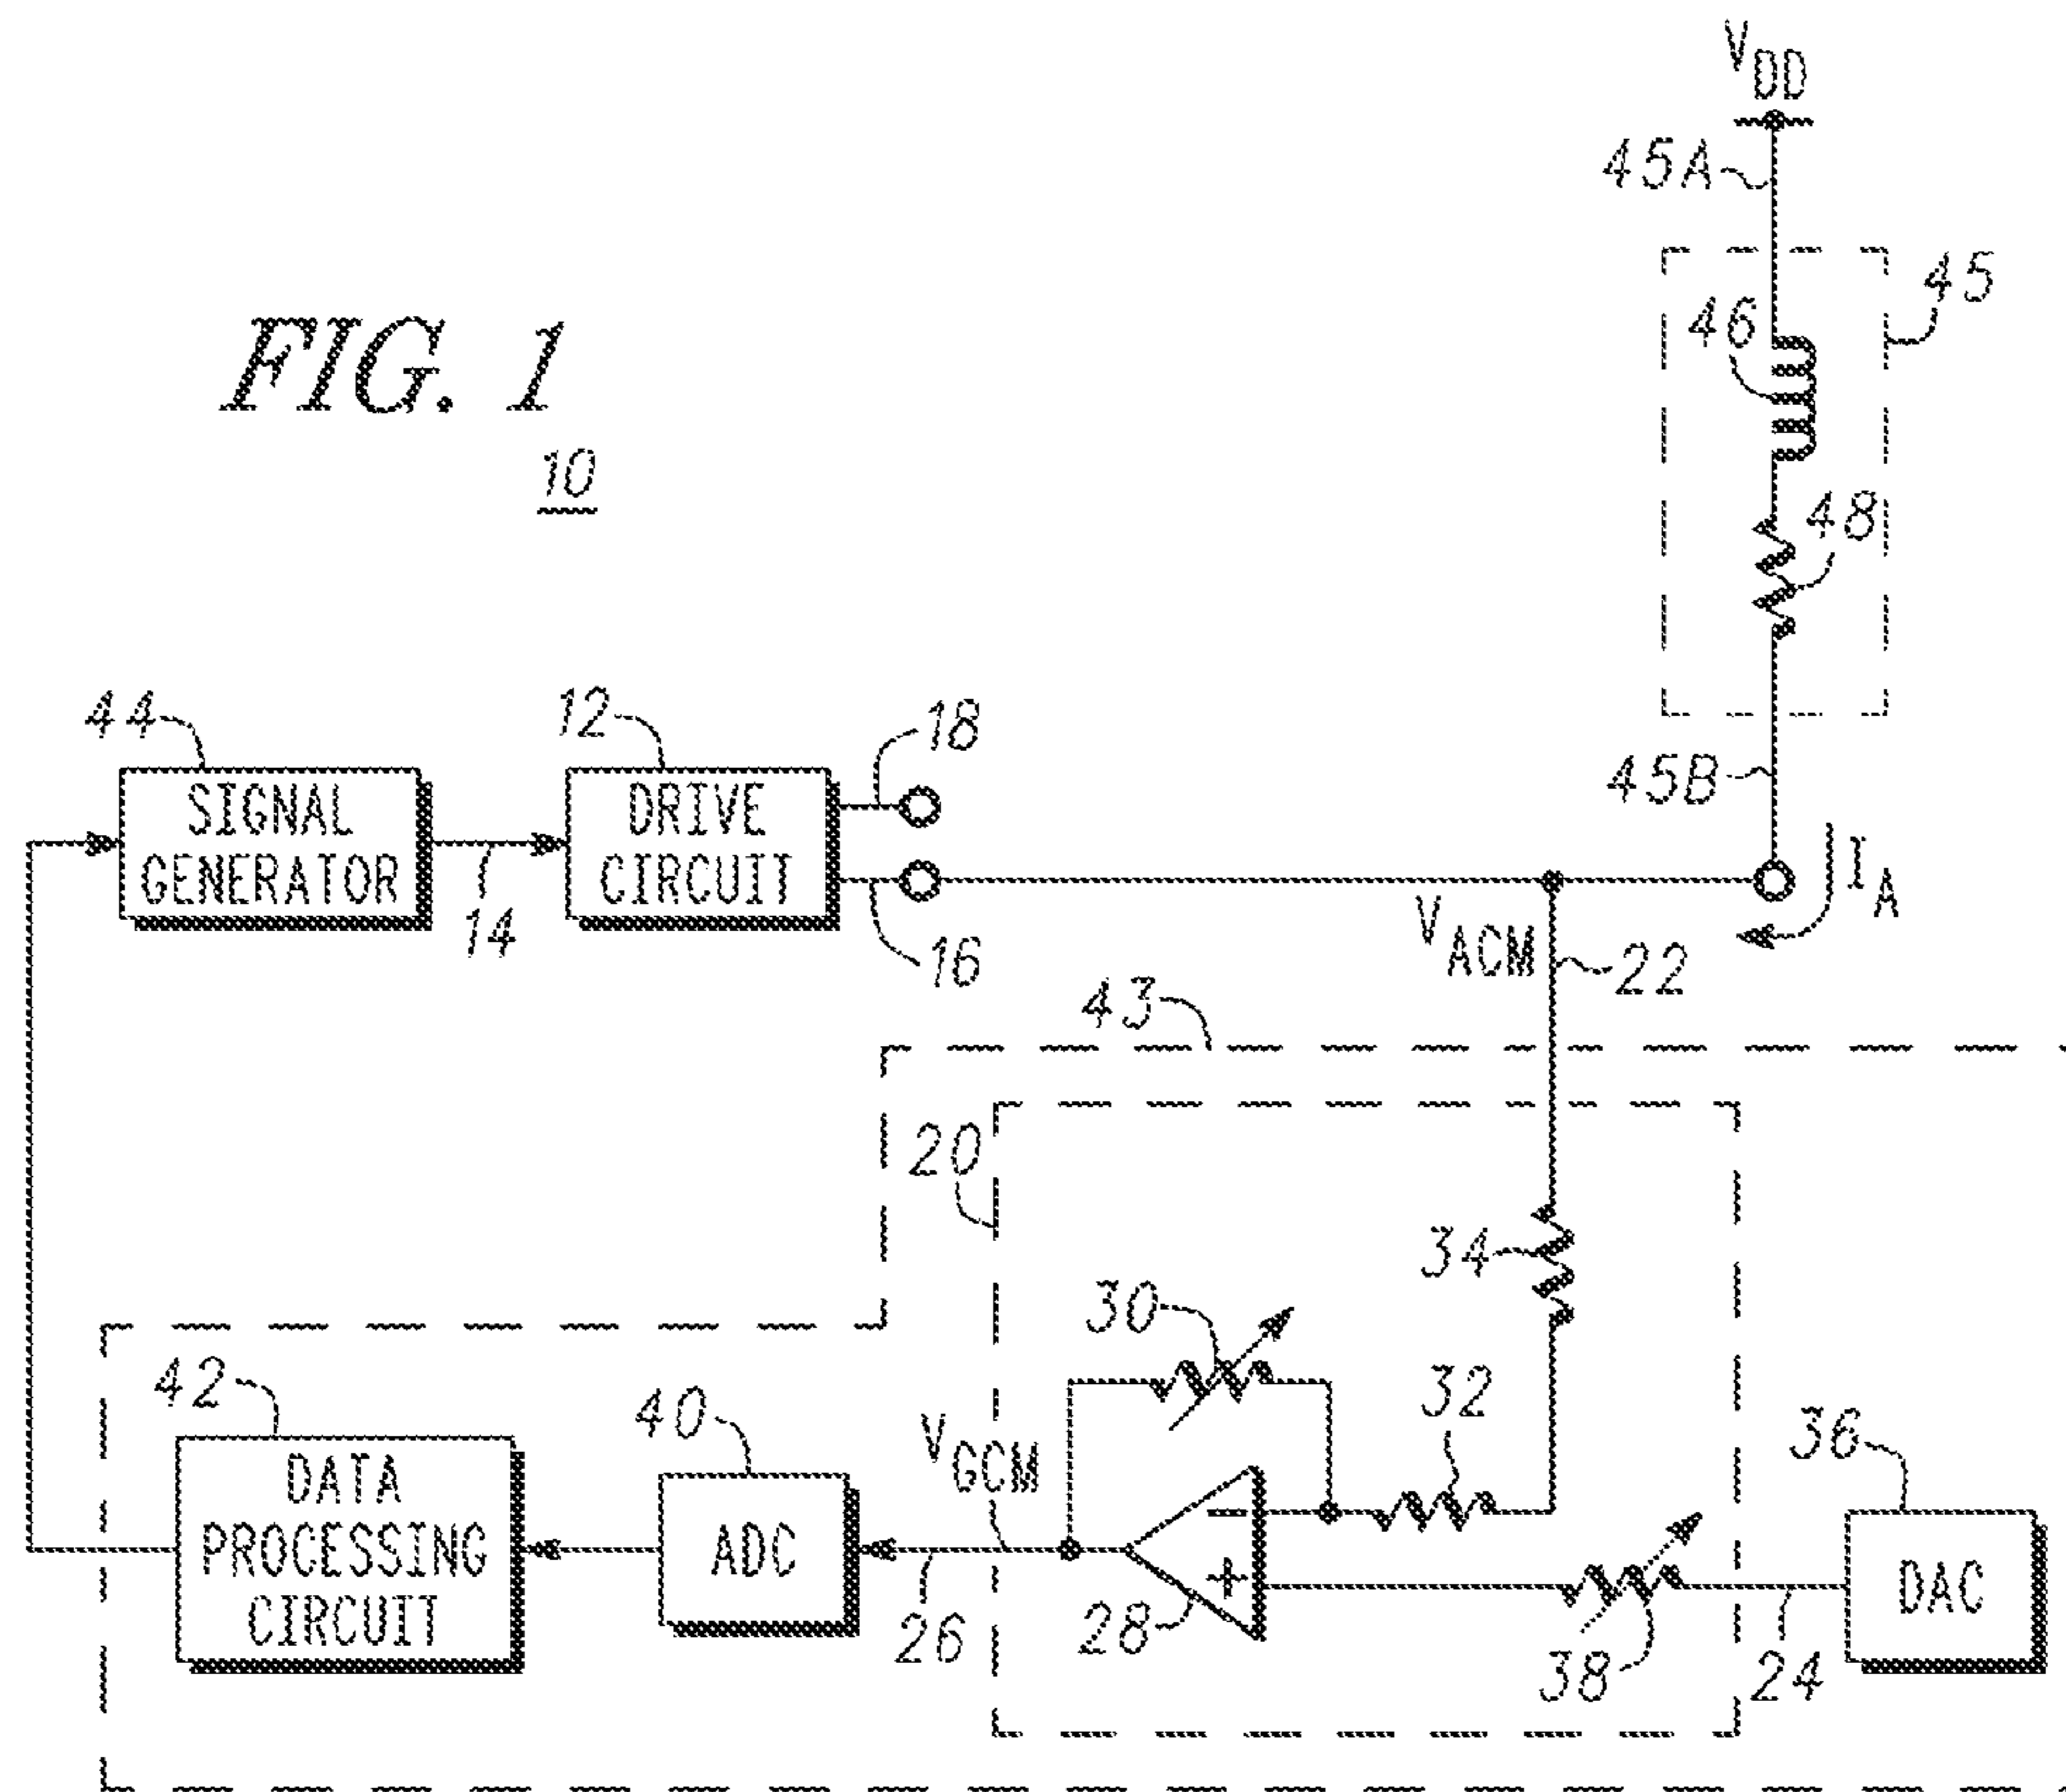 V_DD
45A
45
46
FIG. 1
10
48
44
12
18
45B
SIGNAL
GENERATOR
DRIVE
CIRCUIT
I_A
14
16
V_ACM
22
43
20
34
30
42
40
32
36
V_GCM
DATA
PROCESSING
CIRCUIT
ADC
−
+
DAC
26
28
38
24